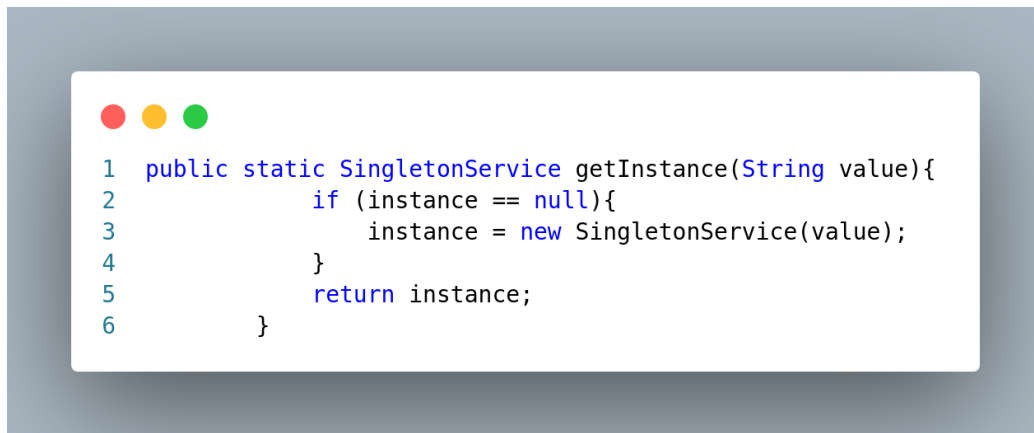 1 public static SingletonService getInstance(String value){
2             if (instance == null){
3                 instance = new SingletonService(value);
4             }
5             return instance;
6         }